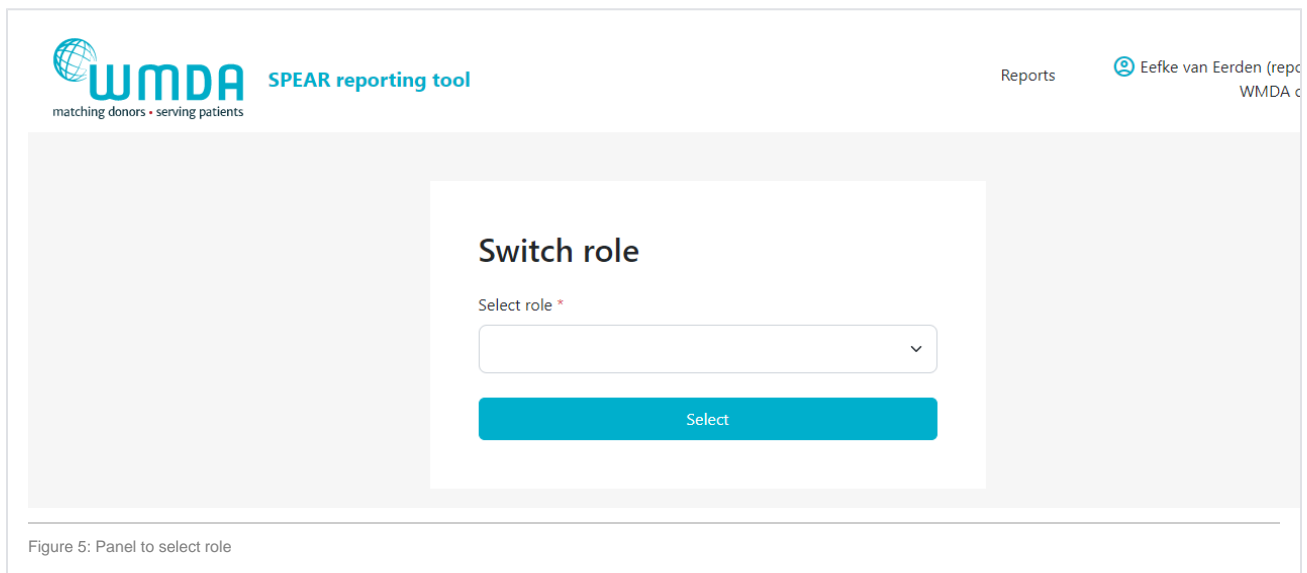 WMDA
matching donors • serving patients
SPEAR reporting tool
Reports
Eefke van Eerden (repo
WMDA
Switch role
Select role *
Select
Figure 5: Panel to select role